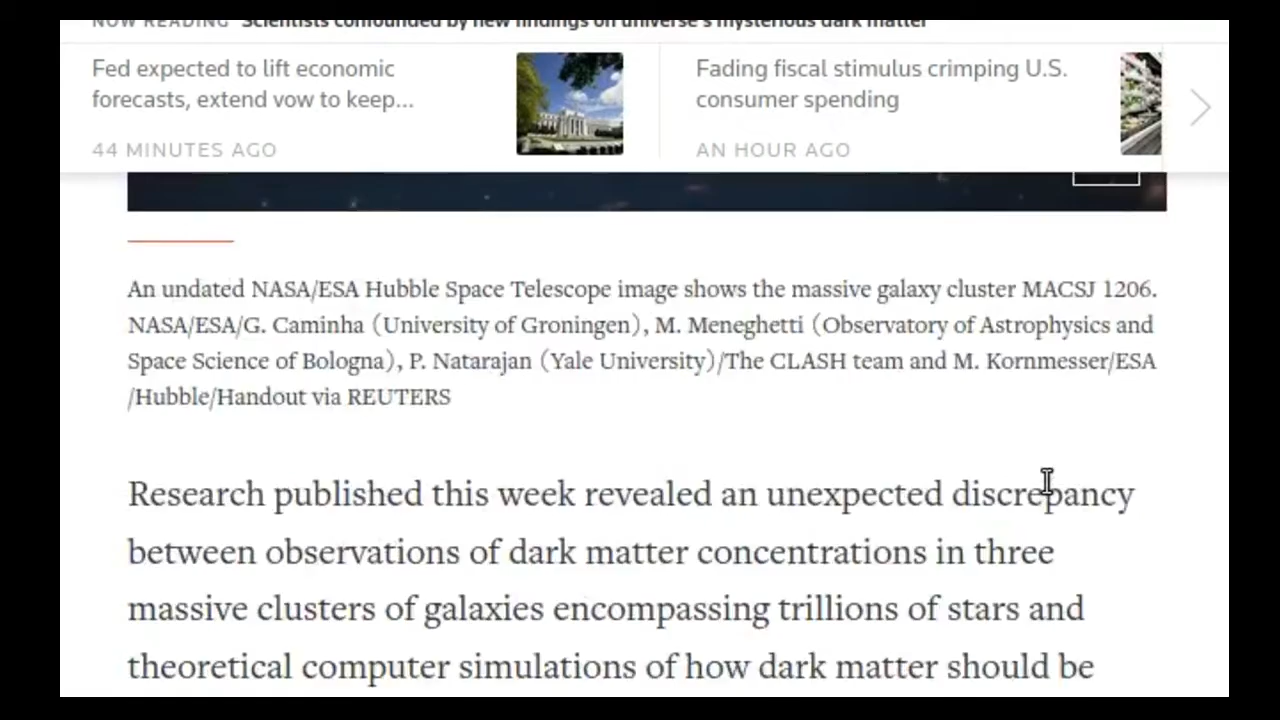 NOW READING Scientists confounded by new findings on universe's mysterious dark matter
Fed expected to lift economic
forecasts, extend vow to keep...
44 MINUTES AGO
Fading fiscal stimulus crimping U.S.
consumer spending
AN HOUR AGO
An undated NASA/ESA Hubble Space Telescope image shows the massive galaxy cluster MACSJ 1206.
NASA/ESA/G. Caminha (University of Groningen), M. Meneghetti (Observatory of Astrophysics and
Space Science of Bologna), P. Natarajan (Yale University)/The CLASH team and M. Kornmesser/ESA
/Hubble/Handout via REUTERS
Research published this week revealed an unexpected discrepancy
between observations of dark matter concentrations in three
massive clusters of galaxies encompassing trillions of stars and
theoretical computer simulations of how dark matter should be